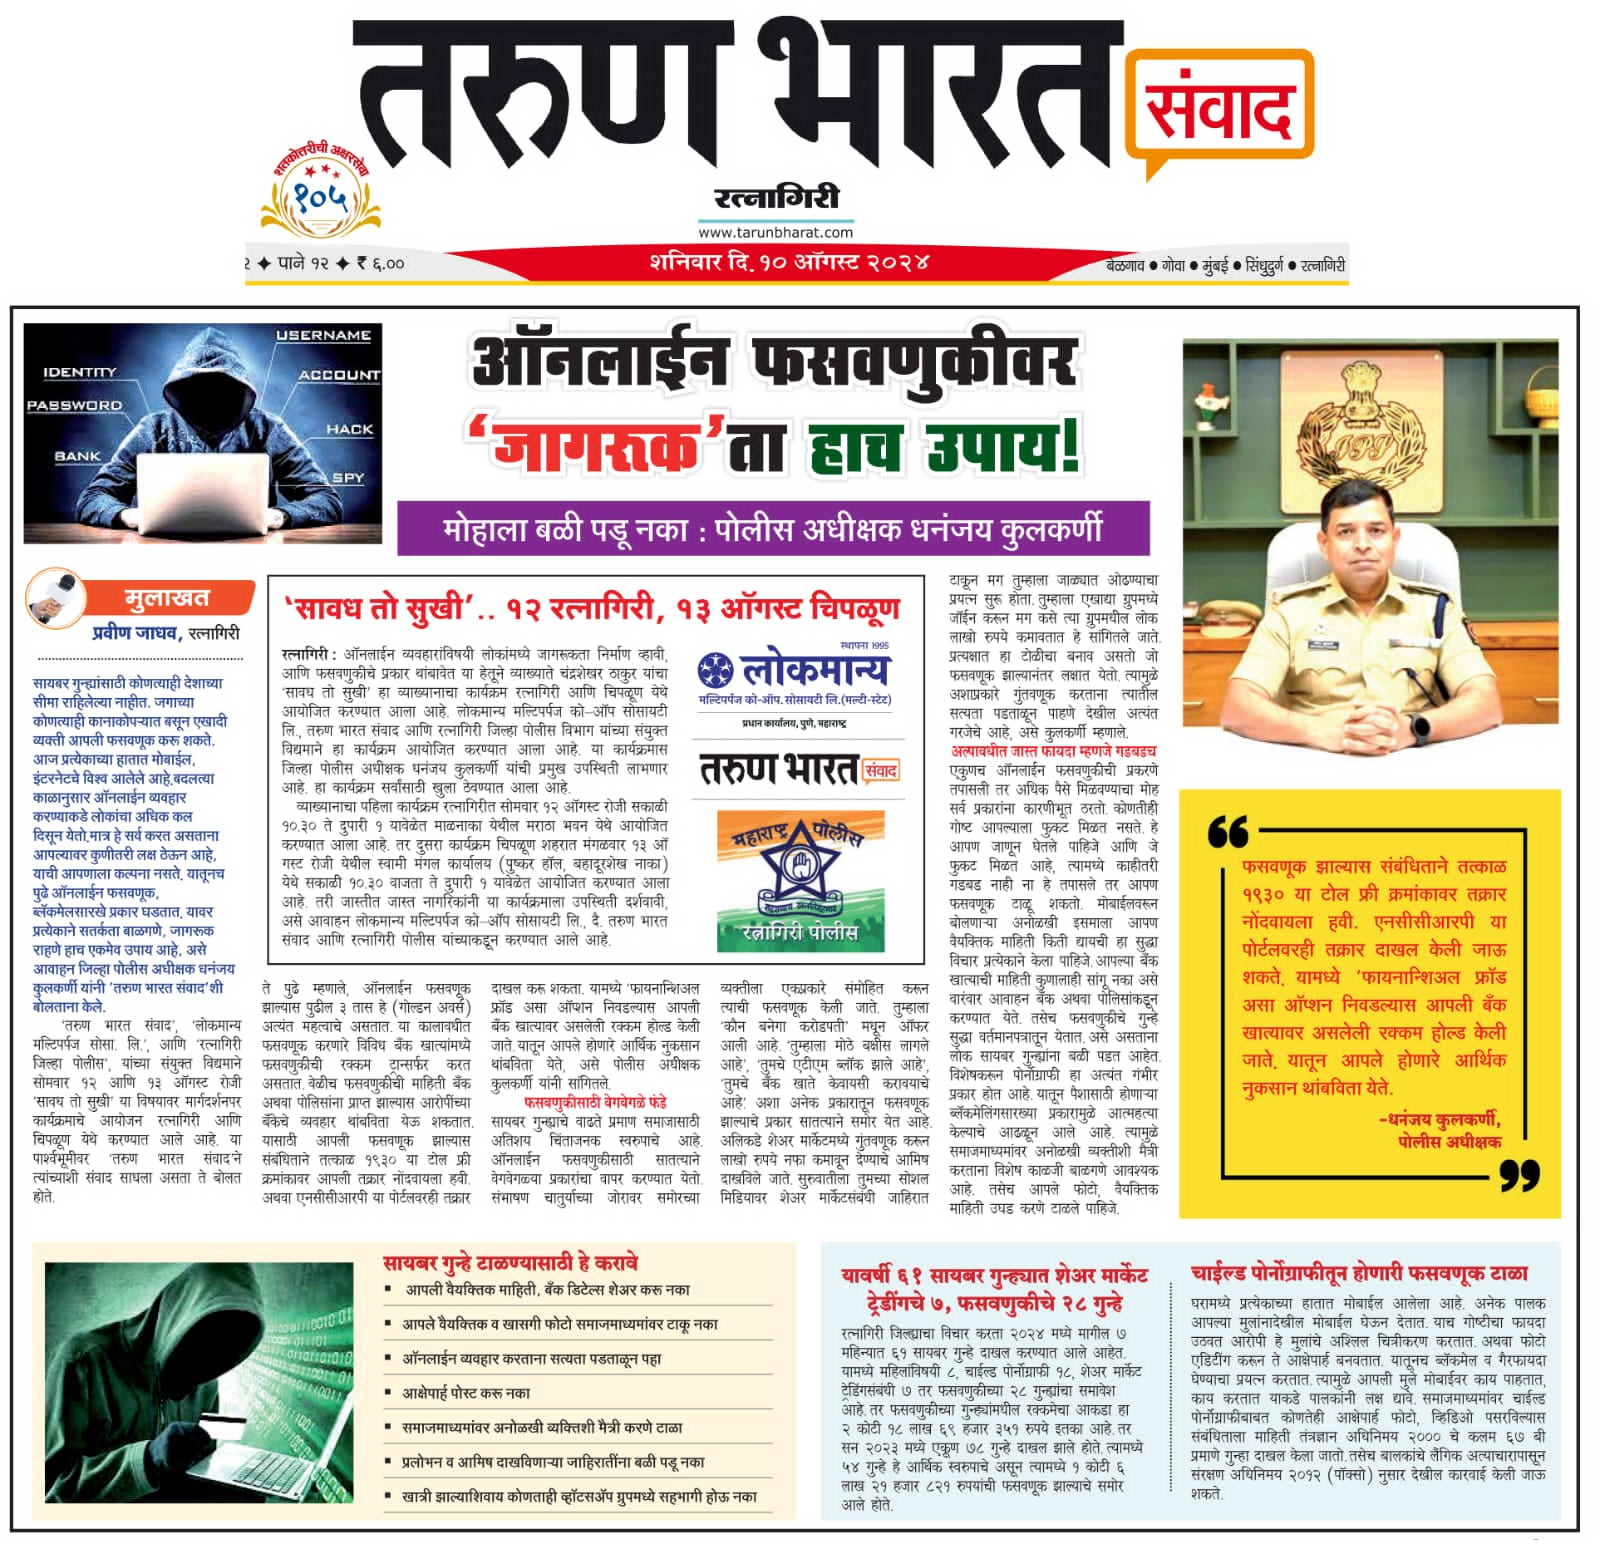 तरुण भारत
संवाद
शतकोत्तरीची अक्षरसेवा
१०५
रत्नागिरी
www.tarunbharat.com
२ ✦ पाने १२ ✦ ₹ ६.००
शनिवार दि. १० ऑगस्ट २०२४
बेळगाव ● गोवा ● मुंबई ● सिंधुदुर्ग ● रत्नागिरी
USERNAME
IDENTITY
ACCOUNT
PASSWORD
HACK
BANK
SPY
ऑनलाईन फसवणुकीवर
‘जागरूक’ता हाच उपाय!
मोहाला बळी पडू नका : पोलीस अधीक्षक धनंजय कुलकर्णी
मुलाखत
प्रवीण जाधव, रत्नागिरी
सायबर गुन्ह्यांसाठी कोणत्याही देशाच्या
सीमा राहिलेल्या नाहीत. जगाच्या
कोणत्याही कानाकोपऱ्यात बसून एखादी
व्यक्ती आपली फसवणूक करू शकते.
आज प्रत्येकाच्या हातात मोबाईल,
इंटरनेटचे विश्व आलेले आहे.बदलत्या
काळानुसार ऑनलाईन व्यवहार
करण्याकडे लोकांचा अधिक कल
दिसून येतो.मात्र हे सर्व करत असताना
आपल्यावर कुणीतरी लक्ष ठेऊन आहे,
याची आपणाला कल्पना नसते. यातूनच
पुढे ऑनलाईन फसवणूक,
ब्लॅकमेलसारखे प्रकार घडतात. यावर
प्रत्येकाने सतर्कता बाळगणे, जागरूक
राहणे हाच एकमेव उपाय आहे, असे
आवाहन जिल्हा पोलीस अधीक्षक धनंजय
कुलकर्णी यांनी ‘तरुण भारत संवाद’शी
बोलताना केले.
‘तरुण भारत संवाद’, ‘लोकमान्य
मल्टिपर्पज सोसा. लि.’, आणि ‘रत्नागिरी
जिल्हा पोलीस’, यांच्या संयुक्त विद्यमाने
सोमवार १२ आणि १३ ऑगस्ट रोजी
‘सावध तो सुखी’ या विषयावर मार्गदर्शनपर
कार्यक्रमाचे आयोजन रत्नागिरी आणि
चिपळूण येथे करण्यात आले आहे. या
पार्श्वभूमीवर ‘तरुण भारत संवाद’ने
त्यांच्याशी संवाद साधला असता ते बोलत
होते.
‘सावध तो सुखी’.. १२ रत्नागिरी, १३ ऑगस्ट चिपळूण
रत्नागिरी : ऑनलाईन व्यवहारांविषयी लोकांमध्ये जागरूकता निर्माण व्हावी,
आणि फसवणुकीचे प्रकार थांबावेत या हेतूने व्याख्याते चंद्रशेखर ठाकुर यांचा
‘सावध तो सुखी’ हा व्याख्यानाचा कार्यक्रम रत्नागिरी आणि चिपळूण येथे
आयोजित करण्यात आला आहे. लोकमान्य मल्टिपर्पज को-ऑप सोसायटी
लि., तरुण भारत संवाद आणि रत्नागिरी जिल्हा पोलीस विभाग यांच्या संयुक्त
विद्यमाने हा कार्यक्रम आयोजित करण्यात आला आहे. या कार्यक्रमास
जिल्हा पोलीस अधीक्षक धनंजय कुलकर्णी यांची प्रमुख उपस्थिती लाभणार
आहे. हा कार्यक्रम सर्वांसाठी खुला ठेवण्यात आला आहे.
व्याख्यानाचा पहिला कार्यक्रम रत्नागिरीत सोमवार १२ ऑगस्ट रोजी सकाळी
१०.३० ते दुपारी १ यावेळेत माळनाका येथील मराठा भवन येथे आयोजित
करण्यात आला आहे. तर दुसरा कार्यक्रम चिपळूण शहरात मंगळवार १३ ऑ
गस्ट रोजी येथील स्वामी मंगल कार्यालय (पुष्कर हॉल, बहादूरशेख नाका)
येथे सकाळी १०.३० वाजता ते दुपारी १ यावेळेत आयोजित करण्यात आला
आहे. तरी जास्तीत जास्त नागरिकांनी या कार्यक्रमाला उपस्थिती दर्शवावी,
असे आवाहन लोकमान्य मल्टिपर्पज को-ऑप सोसायटी लि., दै. तरुण भारत
संवाद आणि रत्नागिरी पोलीस यांच्याकडून करण्यात आले आहे.
स्थापना 1995
लोकमान्य
मल्टिपर्पज को-ऑप. सोसायटी लि.(मल्टी-स्टेट)
प्रधान कार्यालय, पुणे, महाराष्ट्र
तरुण भारत संवाद
महाराष्ट्र पोलीस
रत्नागिरी पोलीस
ते पुढे म्हणाले, ऑनलाईन फसवणूक
झाल्यास पुढील ३ तास हे (गोल्डन अवर्स)
अत्यंत महत्वाचे असतात. या कालावधीत
फसवणूक करणारे विविध बँक खात्यांमध्ये
फसवणुकीची रक्कम ट्रान्सर्फर करत
असतात. वेळीच फसवणुकीची माहिती बँक
अथवा पोलिसांना प्राप्त झाल्यास आरोपींच्या
बँकेचे व्यवहार थांबविता येऊ शकतात.
यासाठी आपली फसवणूक झाल्यास
संबंधिताने तत्काळ १९३० या टोल फ्री
क्रमांकावर आपली तक्रार नोंदवायला हवी.
अथवा एनसीसीआरपी या पोर्टलवरही तक्रार
दाखल करू शकता. यामध्ये ‘फायनान्शिअल
फ्रॉड असा ऑप्शन निवडल्यास आपली
बँक खात्यावर असलेली रक्कम होल्ड केली
जाते. यातून आपले होणारे आर्थिक नुकसान
थांबविता येते, असे पोलीस अधीक्षक
कुलकर्णी यांनी सांगितले.
फसवणुकीसाठी वेगवेगळे फंडे
सायबर गुन्ह्याचे वाढते प्रमाण समाजासाठी
अतिशय चिंताजनक स्वरुपाचे आहे.
ऑनलाईन फसवणुकीसाठी सातत्याने
वेगवेगळ्या प्रकारांचा वापर करण्यात येतो.
संभाषण चातुर्याच्या जोरावर समोरच्या
व्यक्तीला एकप्रकारे संमोहित करून
त्याची फसवणूक केली जाते. तुम्हाला
‘कौन बनेगा करोडपती’ मधून ऑफर
आली आहे. ‘तुम्हाला मोठे बक्षीस लागले
आहे’, ‘तुमचे एटीएम ब्लॉक झाले आहे’,
‘तुमचे बँक खाते केवायसी करावयाचे
आहे’. अशा अनेक प्रकारातून फसवणूक
झाल्याचे प्रकार सातत्याने समोर येत आहे.
अलिकडे शेअर मार्केटमध्ये गुंतवणूक करून
लाखो रुपये नफा कमावून देण्याचे आमिष
दाखविले जाते. सुरुवातीला तुमच्या सोशल
मिडियावर शेअर मार्केटसंबंधी जाहिरात
टाकून मग तुम्हाला जाळ्यात ओढण्याचा
प्रयत्न सुरू होता. तुम्हाला एखाद्या ग्रुपमध्ये
जॉईन करून मग कसे त्या ग्रुपमधील लोक
लाखो रुपये कमावतात हे सांगितले जाते.
प्रत्यक्षात हा टोळीचा बनाव असतो जो
फसवणूक झाल्यानंतर लक्षात येतो. त्यामुळे
अशाप्रकारे गुंतवणूक करताना त्यातील
सत्यता पडताळून पाहणे देखील अत्यंत
गरजेचे आहे, असे कुलकर्णी म्हणाले.
अल्पावधीत जास्त फायदा म्हणजे गडबडच
एकुणच ऑनलाईन फसवणुकीची प्रकरणे
तपासली तर अधिक पैसे मिळवण्याचा मोह
सर्व प्रकारांना कारणीभूत ठरतो. कोणतीही
गोष्ट आपल्याला फुकट मिळत नसते. हे
आपण जाणून घेतले पाहिजे आणि जे
फुकट मिळत आहे, त्यामध्ये काहीतरी
गडबड नाही ना हे तपासले तर आपण
फसवणूक टाळू शकतो. मोबाईलवरून
बोलणाऱ्या अनोळखी इसमाला आपण
वैयक्तिक माहिती किती द्यायची हा सुद्धा
विचार प्रत्येकाने केला पाहिजे.आपल्या बँक
खात्याची माहिती कुणालाही सांगू नका असे
वारंवार आवाहन बँक अथवा पोलिसांकडून
करण्यात येते. तसेच फसवणुकीचे गुन्हे
सुद्धा वर्तमानपत्रातून येतात. असे असताना
लोक सायबर गुन्ह्यांना बळी पडत आहेत.
विशेषकरून पोर्नोग्राफी हा अत्यंत गंभीर
प्रकार होत आहे. यातून पैशासाठी होणाऱ्या
ब्लॅकमेलिंगसारख्या प्रकारामुळे आत्महत्या
केल्याचे आढळून आले आहे. त्यामुळे
समाजमाध्यमांवर अनोळखी व्यक्तीशी मैत्री
करताना विशेष काळजी बाळगणे आवश्यक
आहे. तसेच आपले फोटो, वैयक्तिक
माहिती उघड करणे टाळले पाहिजे.
फसवणूक झाल्यास संबंधिताने तत्काळ
१९३० या टोल फ्री क्रमांकावर तक्रार
नोंदवायला हवी. एनसीसीआरपी या
पोर्टलवरही तक्रार दाखल केली जाऊ
शकते. यामध्ये ‘फायनान्शिअल फ्रॉड
असा ऑप्शन निवडल्यास आपली बँक
खात्यावर असलेली रक्कम होल्ड केली
जाते. यातून आपले होणारे आर्थिक
नुकसान थांबविता येते.
-धनंजय कुलकर्णी,
पोलीस अधीक्षक
सायबर गुन्हे टाळण्यासाठी हे करावे
▪ आपली वैयक्तिक माहिती, बँक डिटेल्स शेअर करू नका
▪ आपले वैयक्तिक व खासगी फोटो समाजमाध्यमांवर टाकू नका
▪ ऑनलाईन व्यवहार करताना सत्यता पडताळून पहा
▪ आक्षेपार्ह पोस्ट करू नका
▪ समाजमाध्यमांवर अनोळखी व्यक्तिशी मैत्री करणे टाळा
▪ प्रलोभन व आमिष दाखविणाऱ्या जाहिरातींना बळी पडू नका
▪ खात्री झाल्याशिवाय कोणताही व्हॉटसॲप ग्रुपमध्ये सहभागी होऊ नका
यावर्षी ६१ सायबर गुन्ह्यात शेअर मार्केट
ट्रेडींगचे ७, फसवणुकीचे २८ गुन्हे
रत्नागिरी जिल्ह्याचा विचार करता २०२४ मध्ये मागील ७
महिन्यात ६१ सायबर गुन्हे दाखल करण्यात आले आहेत.
यामध्ये महिलांविषयी ८, चाईल्ड पोर्नोग्राफी १८, शेअर मार्केट
ट्रेडिंगसंबंधी ७ तर फसवणुकीच्या २८ गुन्ह्यांचा समावेश
आहे. तर फसवणुकीच्या गुन्ह्यांमधील रक्कमेचा आकडा हा
२ कोटी १८ लाख ६९ हजार ३५१ रुपये इतका आहे. तर
सन २०२३ मध्ये एकूण ७८ गुन्हे दाखल झाले होते. त्यामध्ये
५४ गुन्हे हे आर्थिक स्वरुपाचे असून त्यामध्ये १ कोटी ६
लाख २१ हजार ८२१ रुपयांची फसवणूक झाल्याचे समोर
आले होते.
चाईल्ड पोर्नोग्राफीतून होणारी फसवणूक टाळा
घरामध्ये प्रत्येकाच्या हातात मोबाईल आलेला आहे. अनेक पालक
आपल्या मुलांनादेखील मोबाईल घेऊन देतात. याच गोष्टीचा फायदा
उठवत आरोपी हे मुलांचे अश्लिल चित्रीकरण करतात. अथवा फोटो
एडिटींग करून ते आक्षेपार्ह बनवतात. यातूनच ब्लॅकमेल व गैरफायदा
घेण्याचा प्रयत्न करतात. त्यामुळे आपली मुले मोबाईवर काय पाहतात,
काय करतात याकडे पालकांनी लक्ष द्यावे. समाजमाध्यमांवर चाईल्ड
पोर्नोग्राफीबाबत कोणतेही आक्षेपार्ह फोटो, व्हिडिओ पसरविल्यास
संबंधिताला माहिती तंत्रज्ञान अधिनियम २००० चे कलम ६७ बी
प्रमाणे गुन्हा दाखल केला जातो. तसेच बालकांचे लैंगिक अत्याचारापासून
संरक्षण अधिनियम २०१२ (पॉक्सो) नुसार देखील कारवाई केली जाऊ
शकते.